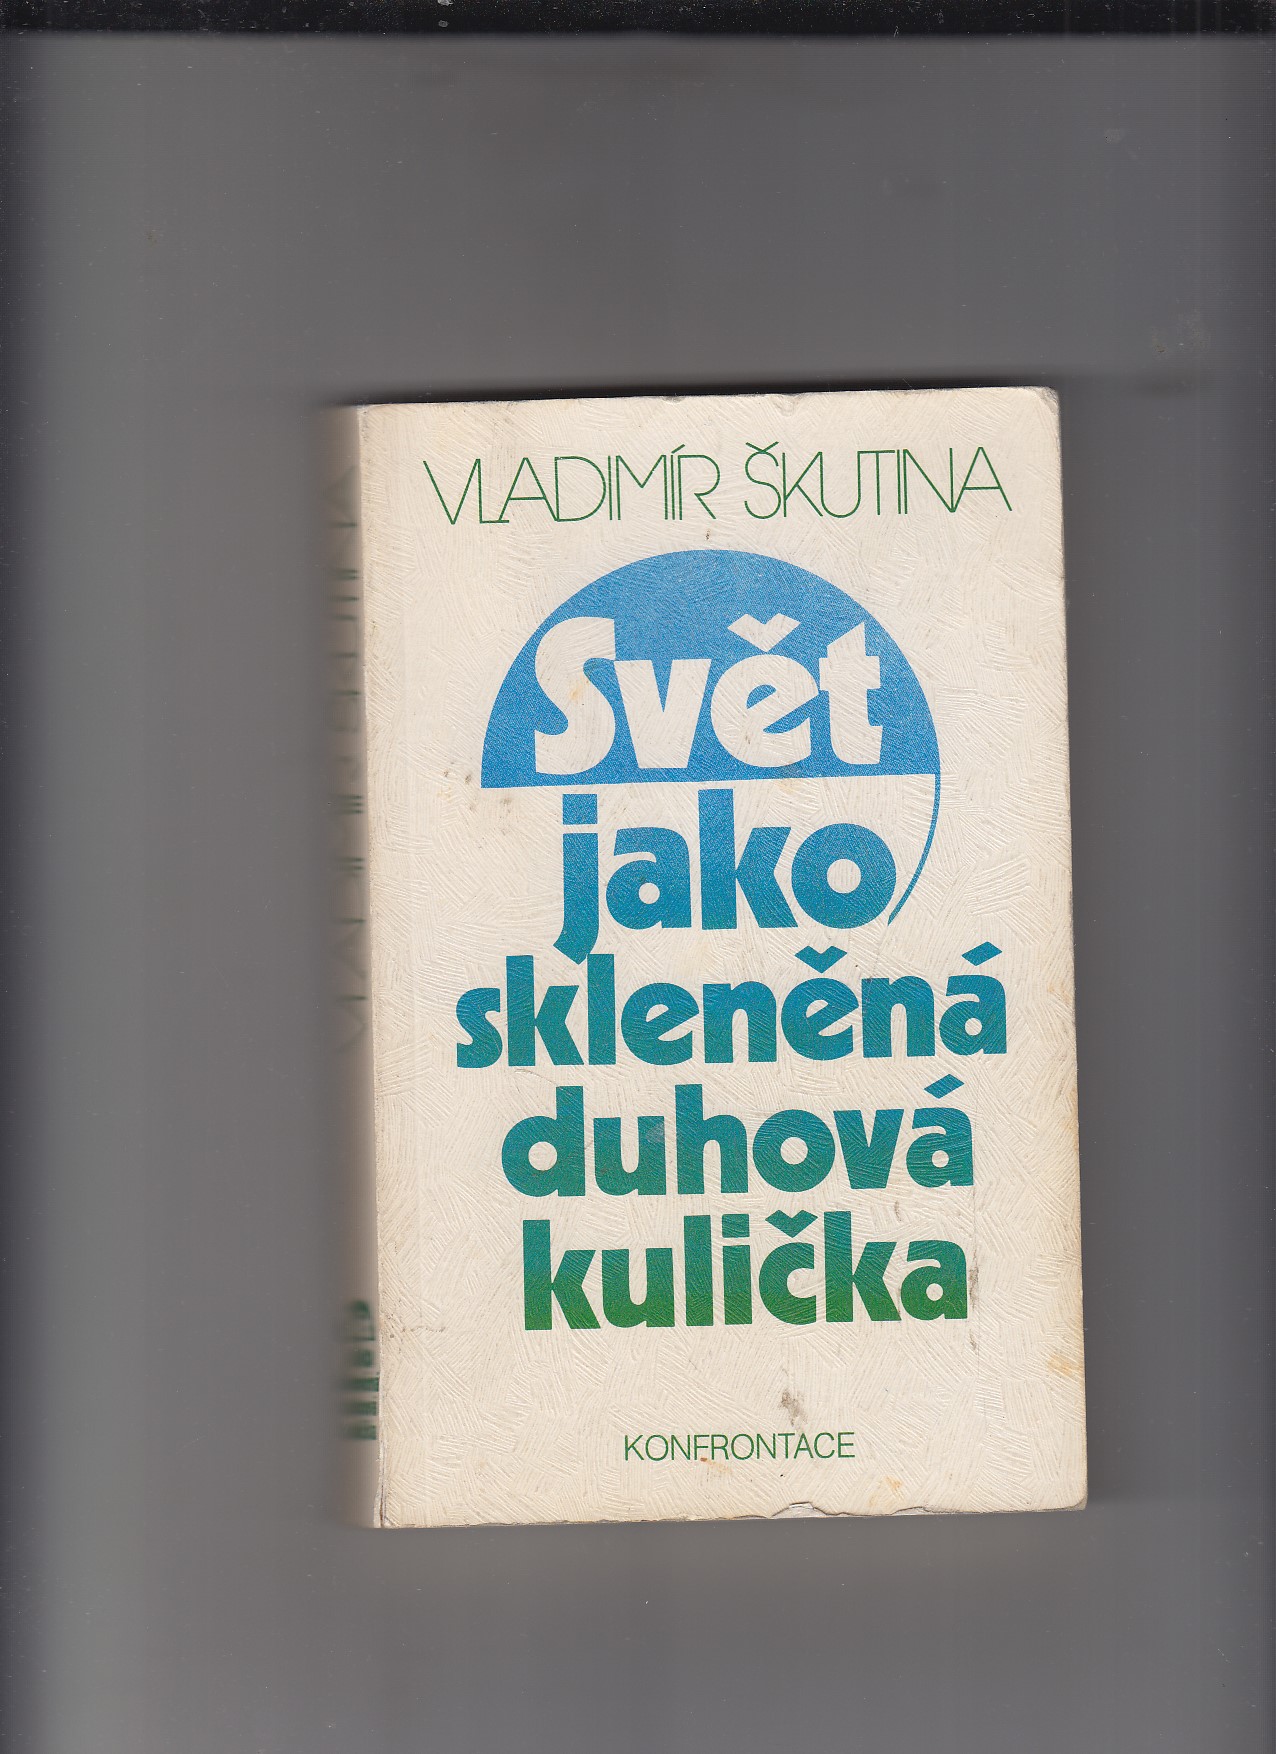 VLADIMÍR ŠKUTINA
Svět
jako
skleněná
duhová
kulička
KONFRONTACE